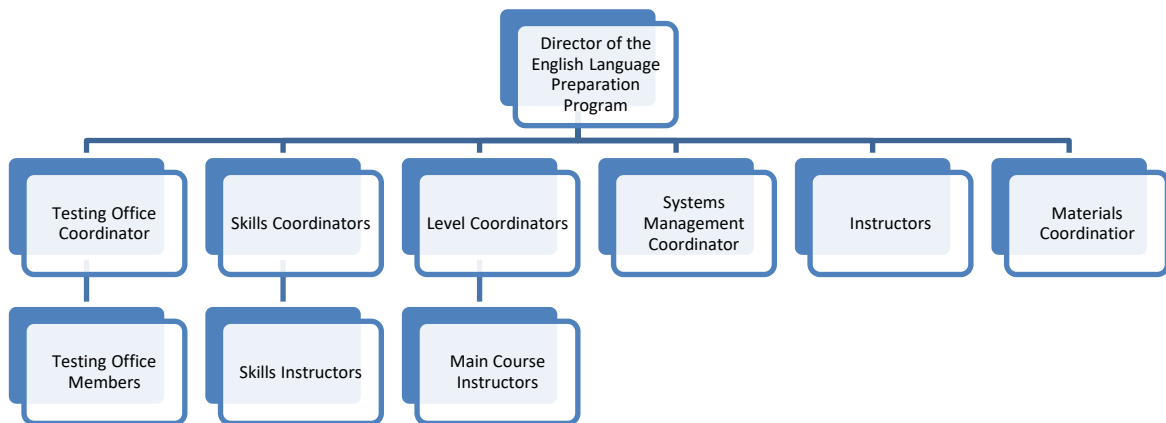 Director of the
English Language
Preparation
Program
Testing Office
Coordinator
Skills Coordinators
Level Coordinators
Systems
Management
Coordinator
Instructors
Materials
Coordinatior
Testing Office
Members
Skills Instructors
Main Course
Instructors